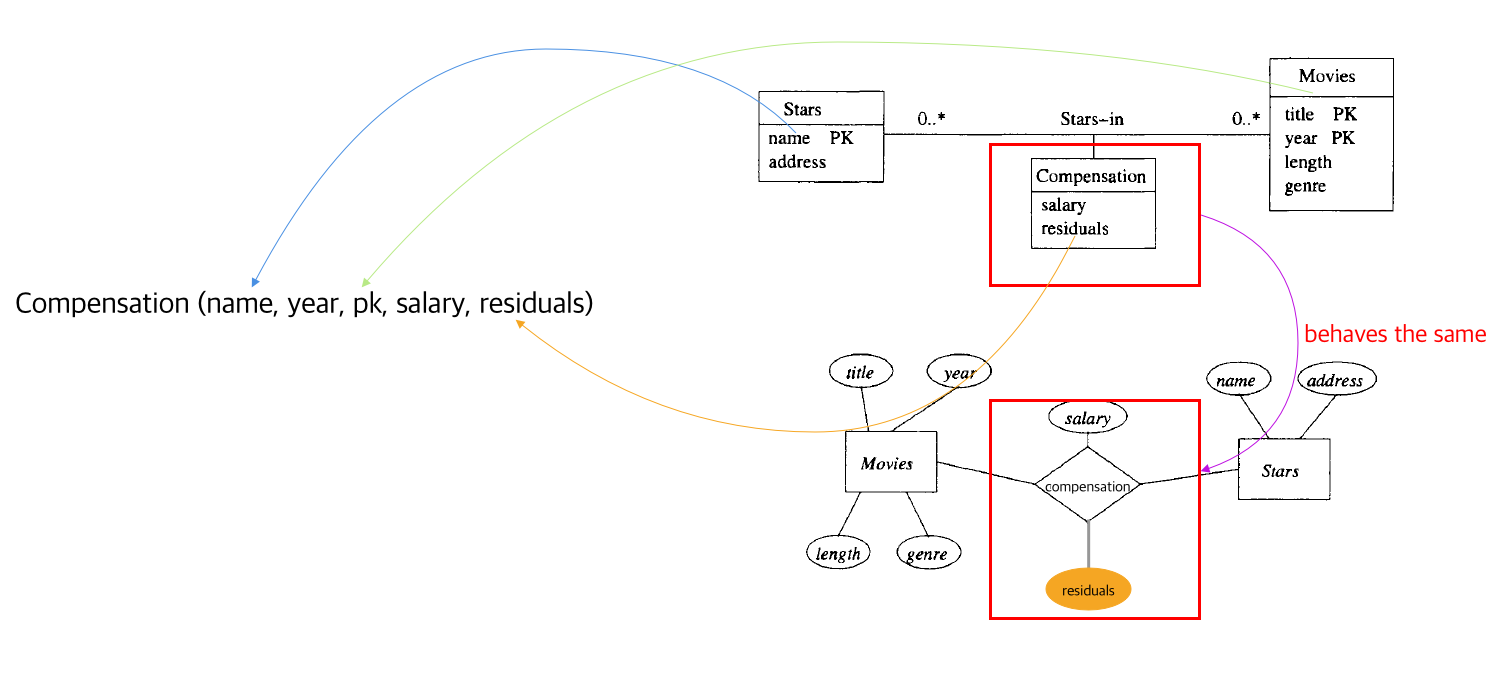 Movies
Stars
0..*
Stars-in
0..*
title PK
name PK
year PK
address
length
Compensation
genre
salary
residuals
Compensation (name, year, pk, salary, residuals)
behaves the same
title
year
name
address
salary
Movies
Stars
compensation
length
genre
residuals